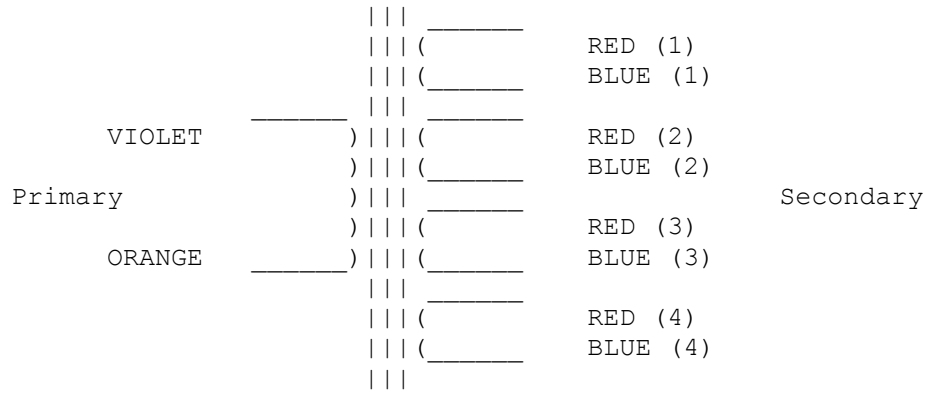 RED (1)
BLUE (1)
VIOLET RED (2)
BLUE (2)
Primary Secondary
RED (3)
ORANGE BLUE (3)
RED (4)
BLUE (4)